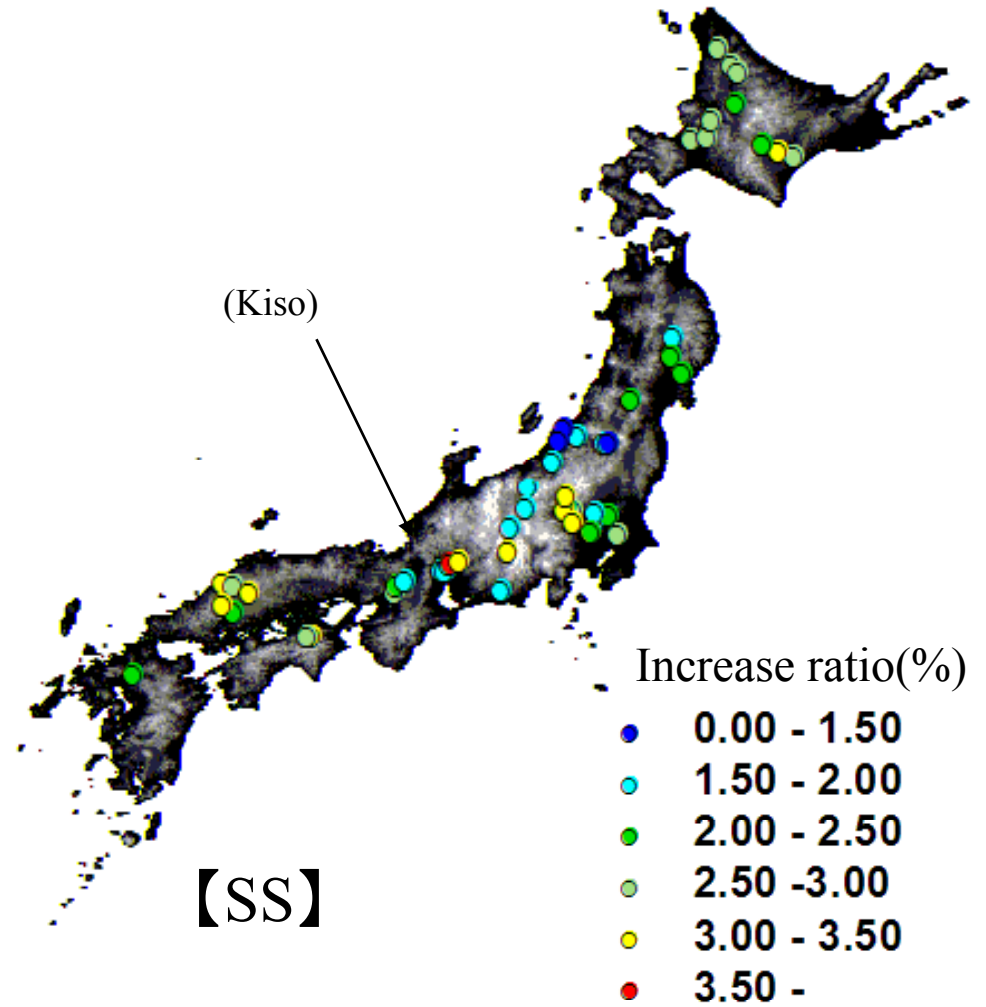 (Kiso)
Increase ratio(%)
0.00 - 1.50
1.50 - 2.00
2.00 - 2.50
2.50 -3.00
3.00 - 3.50
3.50 -
【SS】